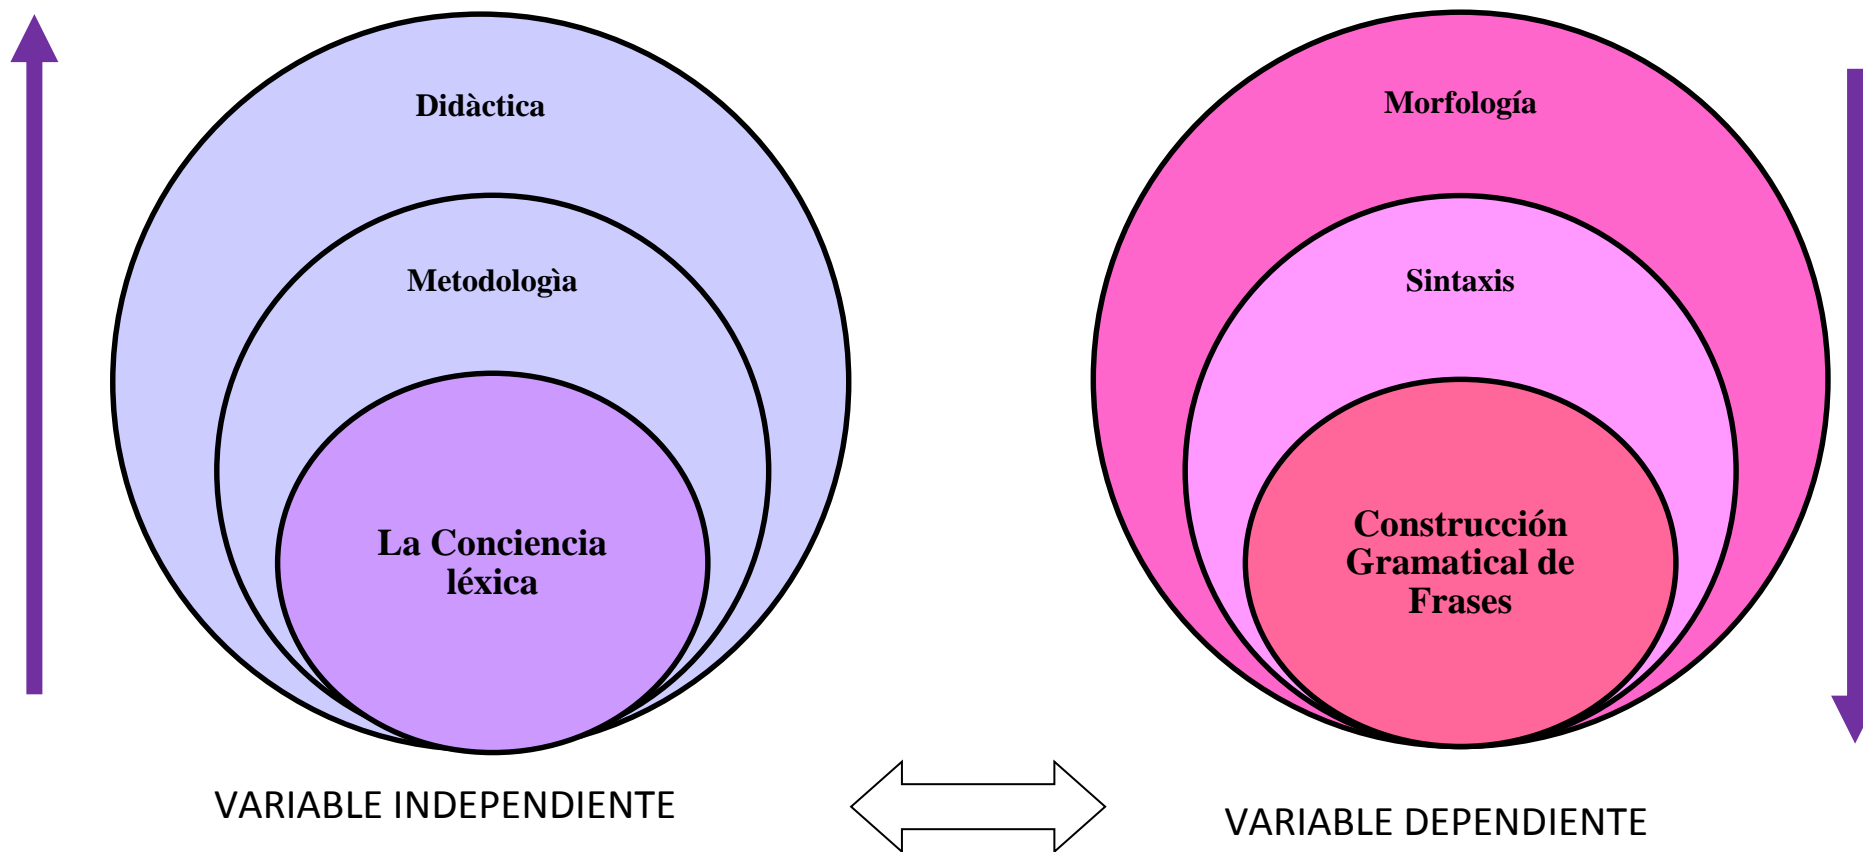 Didàctica
Metodologìa
La Conciencia
léxica
VARIABLE INDEPENDIENTE
Morfología
Sintaxis
Construcción
Gramatical de
Frases
VARIABLE DEPENDIENTE